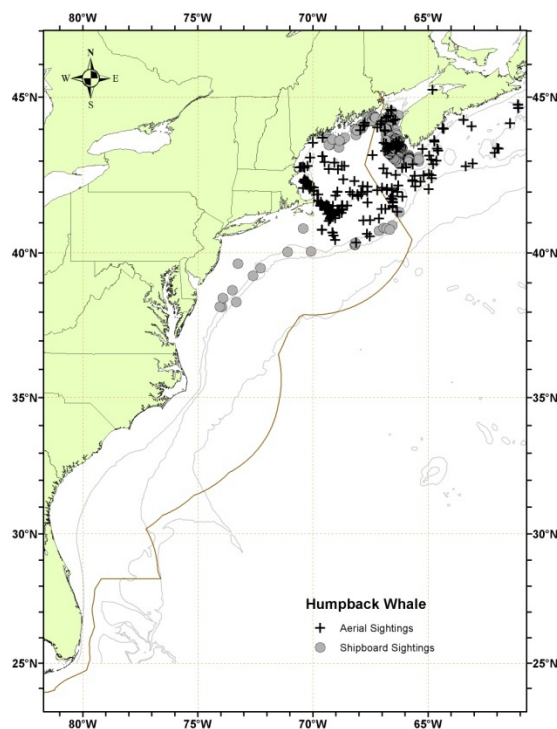 80°W 75°W 70°W 65°W
N
W E
S
45°N 45°N
40°N 40°N
35°N 35°N
30°N 30°N
Humpback Whale
Aerial Sightings
Shipboard Sightings
25°N 25°N
80°W 75°W 70°W 65°W